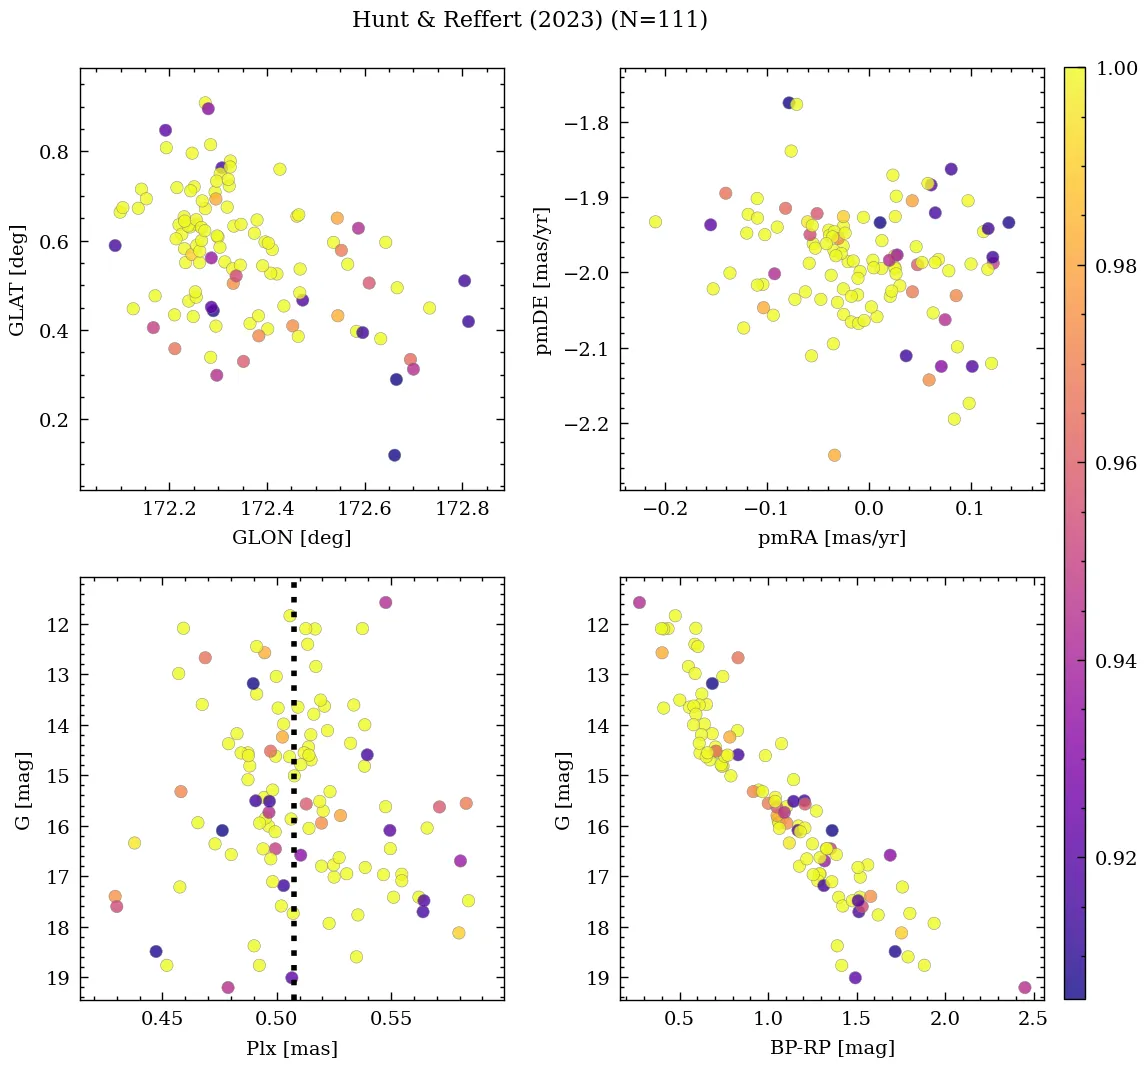 Hunt & Reffert (2023) (N=111)
0.8
0.6
0.4
0.2
GLAT [deg]
172.2 172.4 172.6 172.8
GLON [deg]
−1.8
−1.9
−2.0
−2.1
−2.2
pmDE [mas/yr]
−0.2 −0.1 0.0 0.1
pmRA [mas/yr]
1.00
0.98
0.96
0.94
0.92
12
13
14
15
16
17
18
19
G [mag]
0.45 0.50 0.55
Plx [mas]
12
13
14
15
16
17
18
19
G [mag]
0.5 1.0 1.5 2.0 2.5
BP-RP [mag]